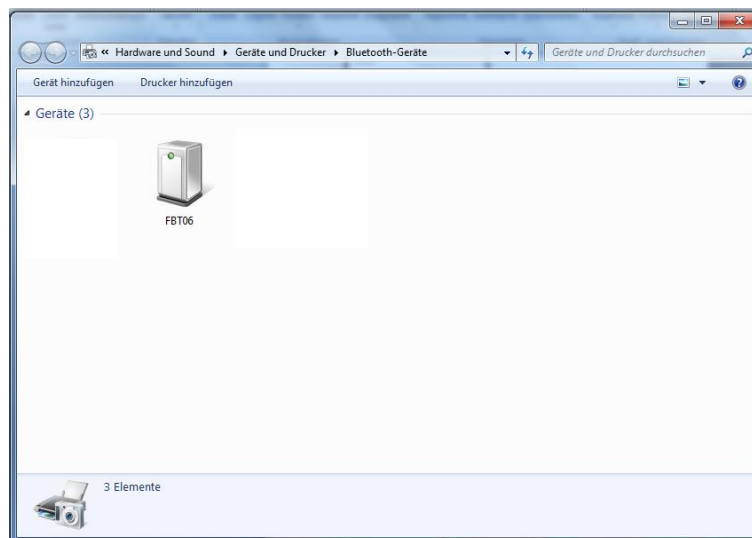 « Hardware und Sound ▸ Geräte und Drucker ▸ Bluetooth-Geräte
Geräte und Drucker durchsuchen
Gerät hinzufügen Drucker hinzufügen
Geräte (3)
FBT06
3 Elemente